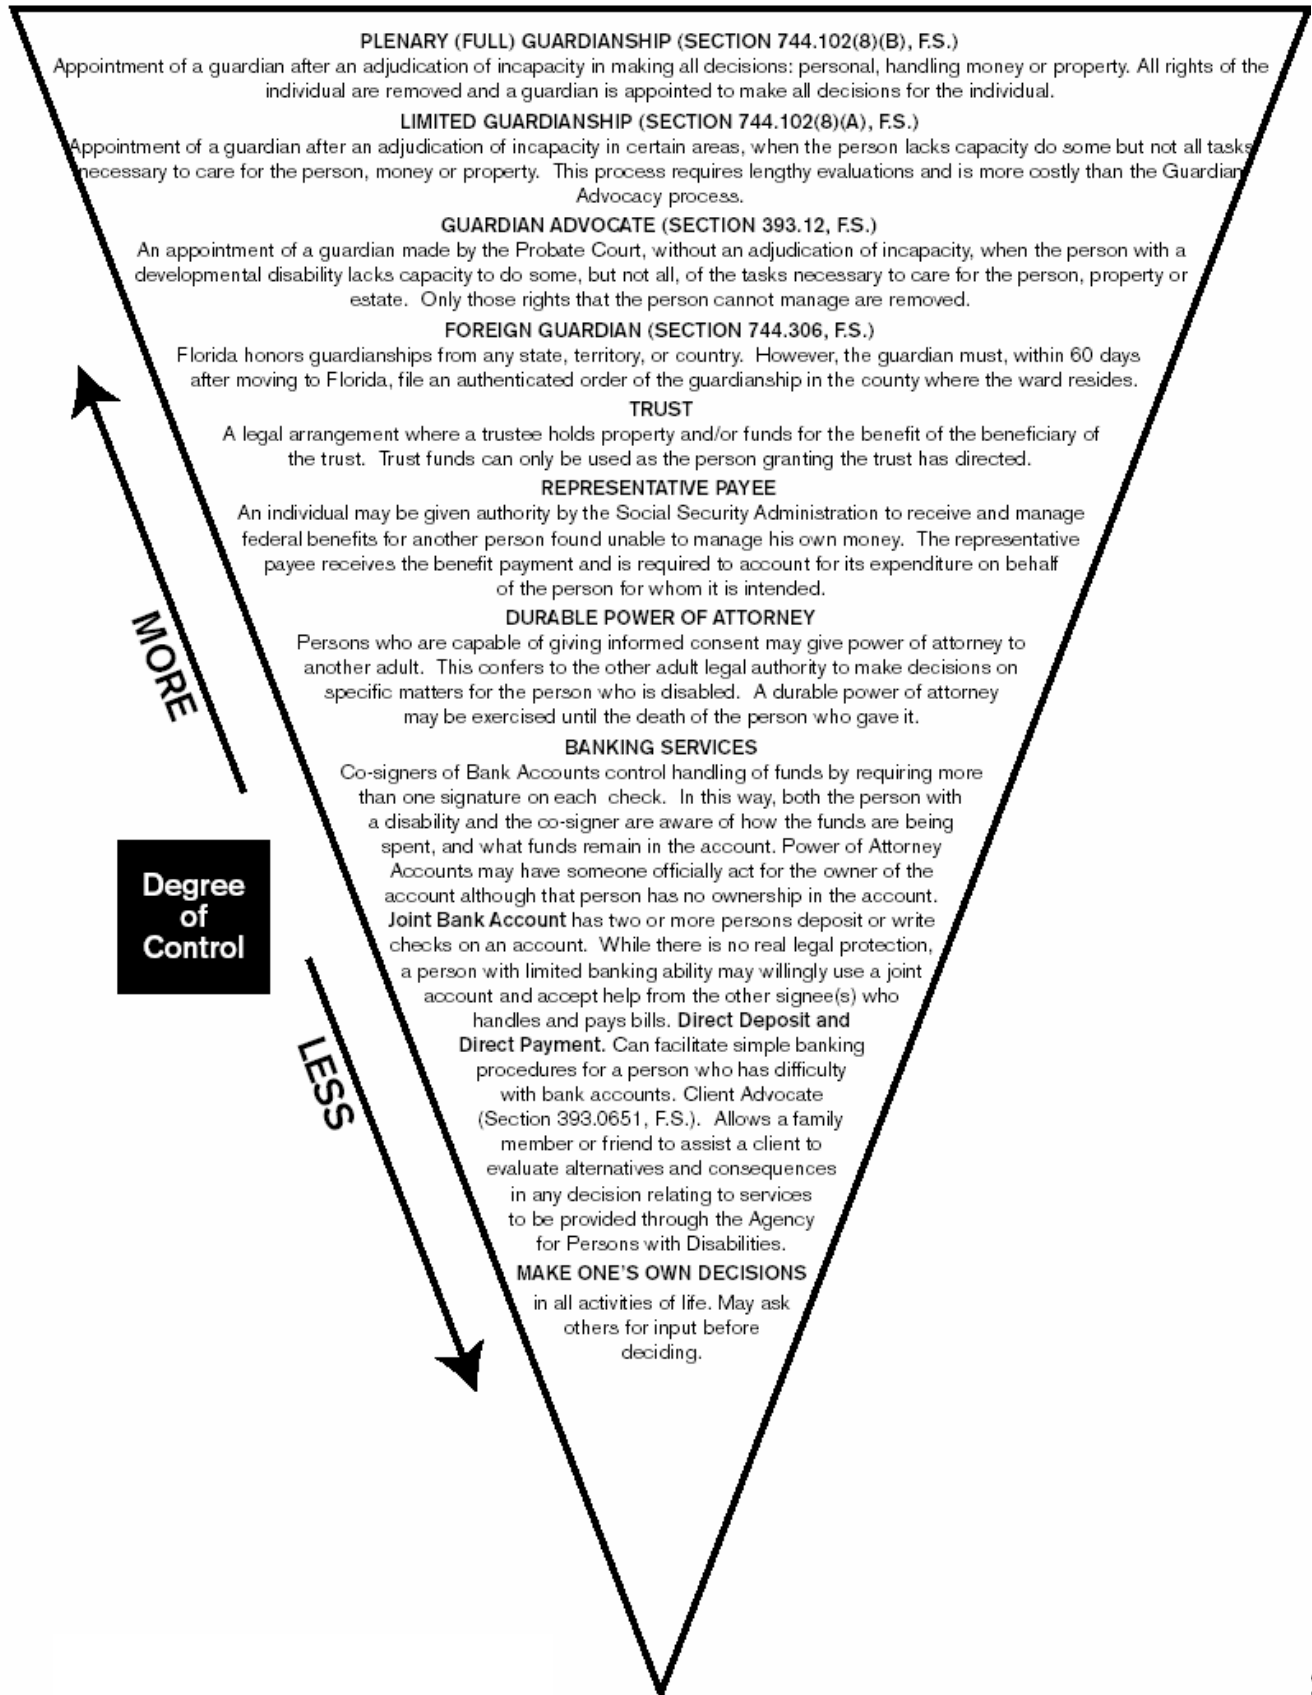 PLENARY (FULL) GUARDIANSHIP (SECTION 744.102(8)(B), F.S.)
Appointment of a guardian after an adjudication of incapacity in making all decisions: personal, handling money or property. All rights of the
individual are removed and a guardian is appointed to make all decisions for the individual.
LIMITED GUARDIANSHIP (SECTION 744.102(8)(A), F.S.)
Appointment of a guardian after an adjudication of incapacity in certain areas, when the person lacks capacity do some but not all tasks
necessary to care for the person, money or property. This process requires lengthy evaluations and is more costly than the Guardian
Advocacy process.
GUARDIAN ADVOCATE (SECTION 393.12, F.S.)
An appointment of a guardian made by the Probate Court, without an adjudication of incapacity, when the person with a
developmental disability lacks capacity to do some, but not all, of the tasks necessary to care for the person, property or
estate. Only those rights that the person cannot manage are removed.
FOREIGN GUARDIAN (SECTION 744.306, F.S.)
Florida honors guardianships from any state, territory, or country. However, the guardian must, within 60 days
after moving to Florida, file an authenticated order of the guardianship in the county where the ward resides.
TRUST
A legal arrangement where a trustee holds property and/or funds for the benefit of the beneficiary of
the trust. Trust funds can only be used as the person granting the trust has directed.
REPRESENTATIVE PAYEE
An individual may be given authority by the Social Security Administration to receive and manage
federal benefits for another person found unable to manage his own money. The representative
payee receives the benefit payment and is required to account for its expenditure on behalf
of the person for whom it is intended.
DURABLE POWER OF ATTORNEY
Persons who are capable of giving informed consent may give power of attorney to
another adult. This confers to the other adult legal authority to make decisions on
specific matters for the person who is disabled. A durable power of attorney
may be exercised until the death of the person who gave it.
BANKING SERVICES
Co-signers of Bank Accounts control handling of funds by requiring more
than one signature on each check. In this way, both the person with
a disability and the co-signer are aware of how the funds are being
spent, and what funds remain in the account. Power of Attorney
Accounts may have someone officially act for the owner of the
account although that person has no ownership in the account.
Joint Bank Account has two or more persons deposit or write
checks on an account. While there is no real legal protection,
a person with limited banking ability may willingly use a joint
account and accept help from the other signee(s) who
handles and pays bills. Direct Deposit and
Direct Payment. Can facilitate simple banking
procedures for a person who has difficulty
with bank accounts. Client Advocate
(Section 393.0651, F.S.). Allows a family
member or friend to assist a client to
evaluate alternatives and consequences
in any decision relating to services
to be provided through the Agency
for Persons with Disabilities.
MAKE ONE'S OWN DECISIONS
in all activities of life. May ask
others for input before
deciding.
MORE
Degree
of
Control
LESS